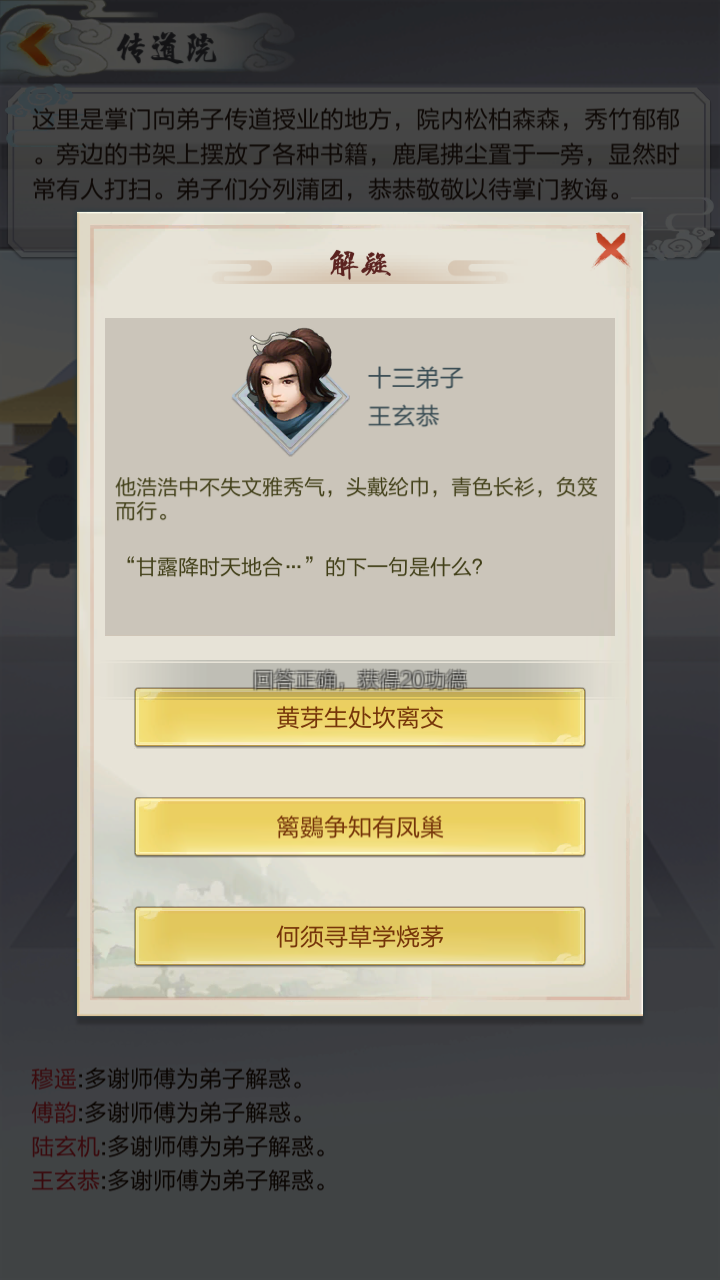 传道院
这里是掌门向弟子传道授业的地方，院内松柏森森，秀竹郁郁
。旁边的书架上摆放了各种书籍，鹿尾拂尘置于一旁，显然时
常有人打扫。弟子们分列蒲团，恭恭敬敬以待掌门教诲。
解疑
十三弟子
王玄恭
他浩浩中不失文雅秀气，头戴纶巾，青色长衫，负笈
而行。
“甘露降时天地合…”的下一句是什么？
回答正确，获得20功德
黄芽生处坎离交
篱鷃争知有凤巢
何须寻草学烧茅
穆遥:多谢师傅为弟子解惑。
傅韵:多谢师傅为弟子解惑。
陆玄机:多谢师傅为弟子解惑。
王玄恭:多谢师傅为弟子解惑。